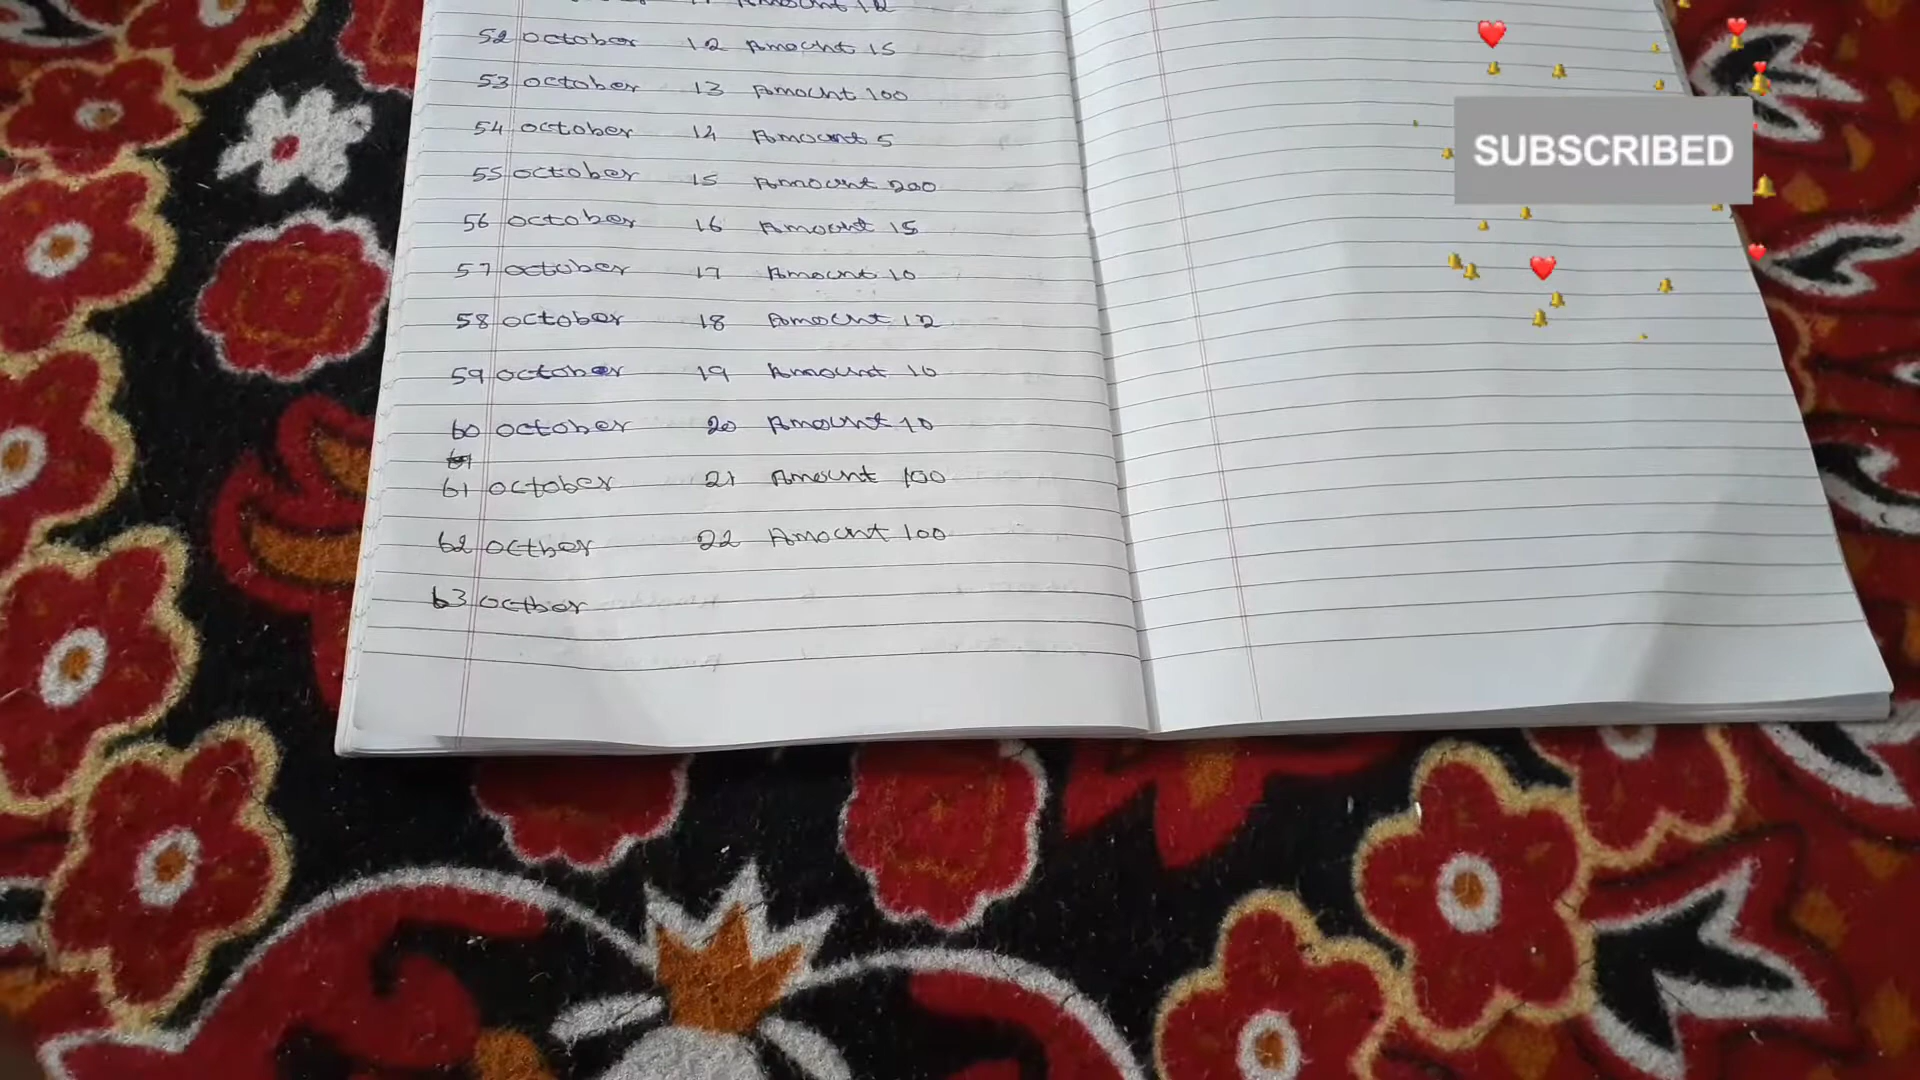 11 Amount 12
52 October 12 Amount 15
53 October 13 Amount 100
54 October 14 Amount 5
55 October 15 Amount 200
56 October 16 Amount 15
57 October 17 Amount 10
58 October 18 Amount 12
59 October 19 Amount 10
60 October 20 Amount 10
61 October 21 Amount 100
62 Octber 22 Amount 100
63 Octber
SUBSCRIBED